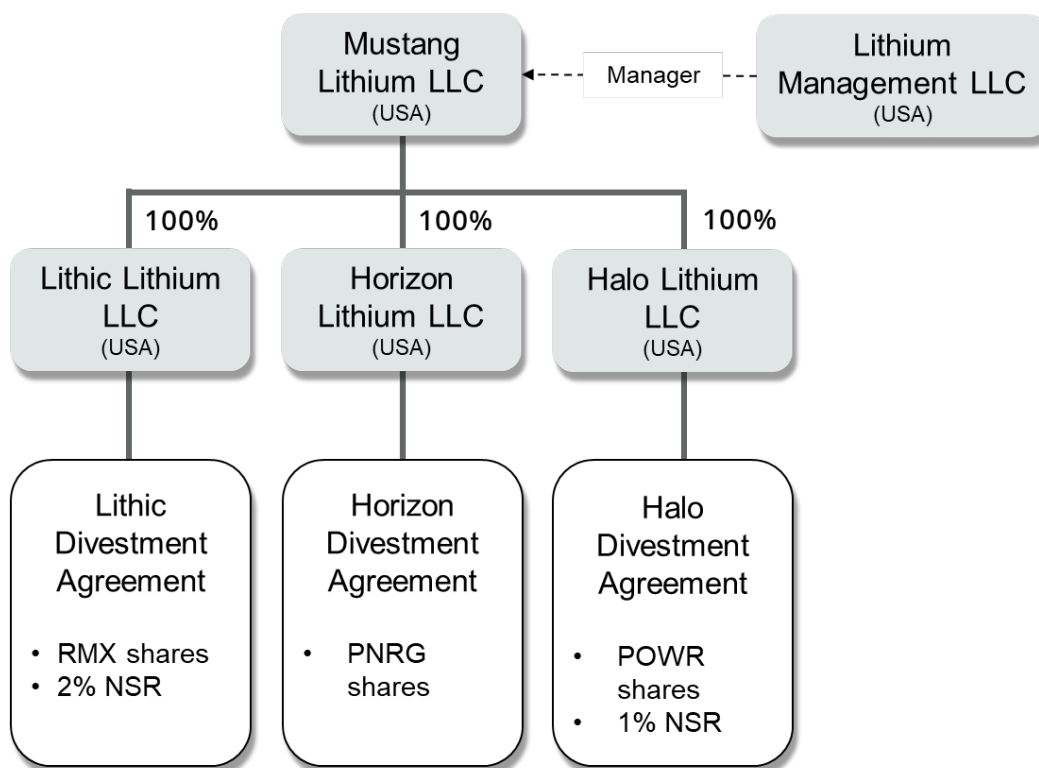 Mustang
Lithium LLC
(USA)
Manager
Lithium
Management LLC
(USA)
100%
100%
100%
Lithic Lithium
LLC
(USA)
Horizon
Lithium LLC
(USA)
Halo Lithium
LLC
(USA)
Lithic
Divestment
Agreement
• RMX shares
• 2% NSR
Horizon
Divestment
Agreement
• PNRG
shares
Halo
Divestment
Agreement
• POWR
shares
• 1% NSR